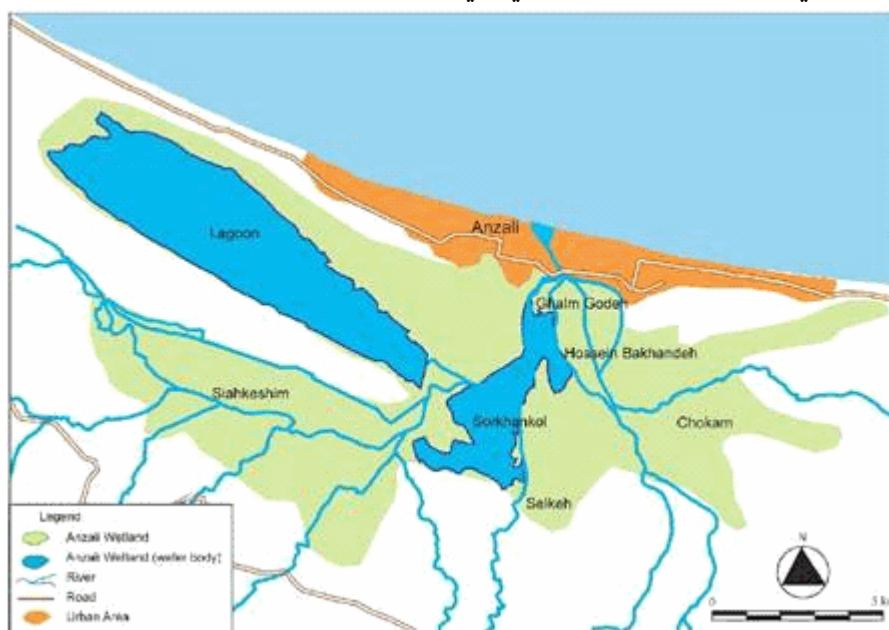 Anzali
Lagoon
Ghalm Godeh
Hossein Bakhandeh
Siahkeshim
Sorkhankol
Chokam
Selkeh
Legend
Anzali Wetland
Anzali Wetland (water body)
River
Road
Urban Area
N
0